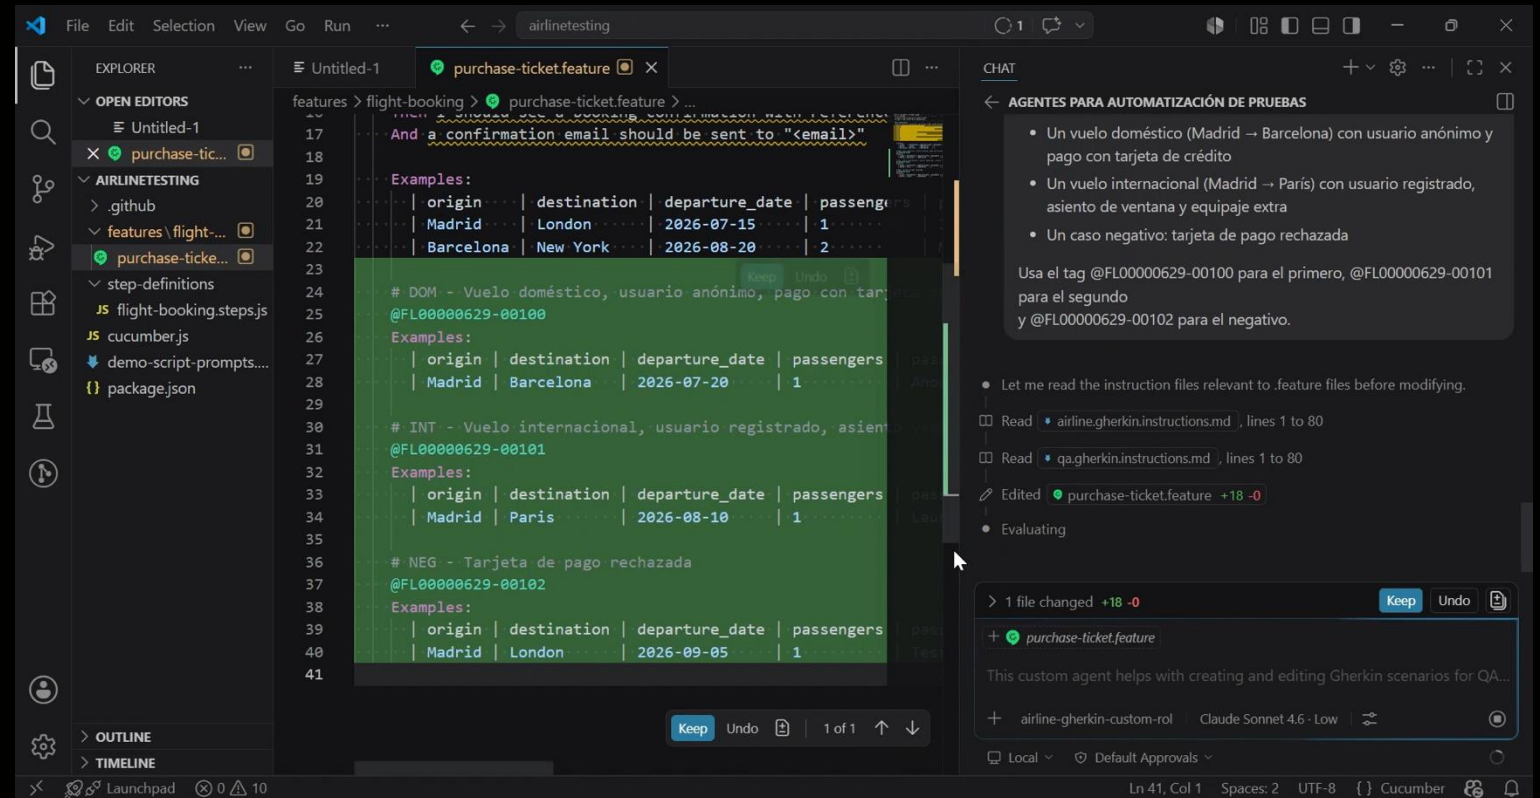 File Edit Selection View Go Run ··· airlinetesting 1
EXPLORER ···
OPEN EDITORS
Untitled-1
purchase-tic...
AIRLINETESTING
.github
features\flight-...
purchase-ticke...
step-definitions
JS flight-booking.steps.js
JS cucumber.js
demo-script-prompts....
{} package.json
OUTLINE
TIMELINE
Untitled-1 purchase-ticket.feature
features > flight-booking > purchase-ticket.feature > ...
17 And a confirmation email should be sent to "<email>"
18
19 Examples:
20 | origin | destination | departure_date | passengers |
21 | Madrid | London | 2026-07-15 | 1
22 | Barcelona | New York | 2026-08-20 | 2
23
Keep Undo
24 # DOM - Vuelo doméstico, usuario anónimo, pago con tarj
25 @FL00000629-00100
26 Examples:
27 | origin | destination | departure_date | passengers |
28 | Madrid | Barcelona | 2026-07-20 | 1
29
30 # INT - Vuelo internacional, usuario registrado, asient
31 @FL00000629-00101
32 Examples:
33 | origin | destination | departure_date | passengers |
34 | Madrid | Paris | 2026-08-10 | 1
35
36 # NEG - Tarjeta de pago rechazada
37 @FL00000629-00102
38 Examples:
39 | origin | destination | departure_date | passengers |
40 | Madrid | London | 2026-09-05 | 1
41
Keep Undo 1 of 1
CHAT
AGENTES PARA AUTOMATIZACIÓN DE PRUEBAS
• Un vuelo doméstico (Madrid → Barcelona) con usuario anónimo y
pago con tarjeta de crédito
• Un vuelo internacional (Madrid → París) con usuario registrado,
asiento de ventana y equipaje extra
• Un caso negativo: tarjeta de pago rechazada
Usa el tag @FL00000629-00100 para el primero, @FL00000629-00101
para el segundo
y @FL00000629-00102 para el negativo.
Let me read the instruction files relevant to .feature files before modifying.
Read airline.gherkin.instructions.md , lines 1 to 80
Read qa.gherkin.instructions.md , lines 1 to 80
Edited purchase-ticket.feature +18 -0
Evaluating
1 file changed +18 -0 Keep Undo
purchase-ticket.feature
This custom agent helps with creating and editing Gherkin scenarios for QA...
airline-gherkin-custom-rol Claude Sonnet 4.6 · Low
Local Default Approvals
Launchpad 0 10 Ln 41, Col 1 Spaces: 2 UTF-8 {} Cucumber